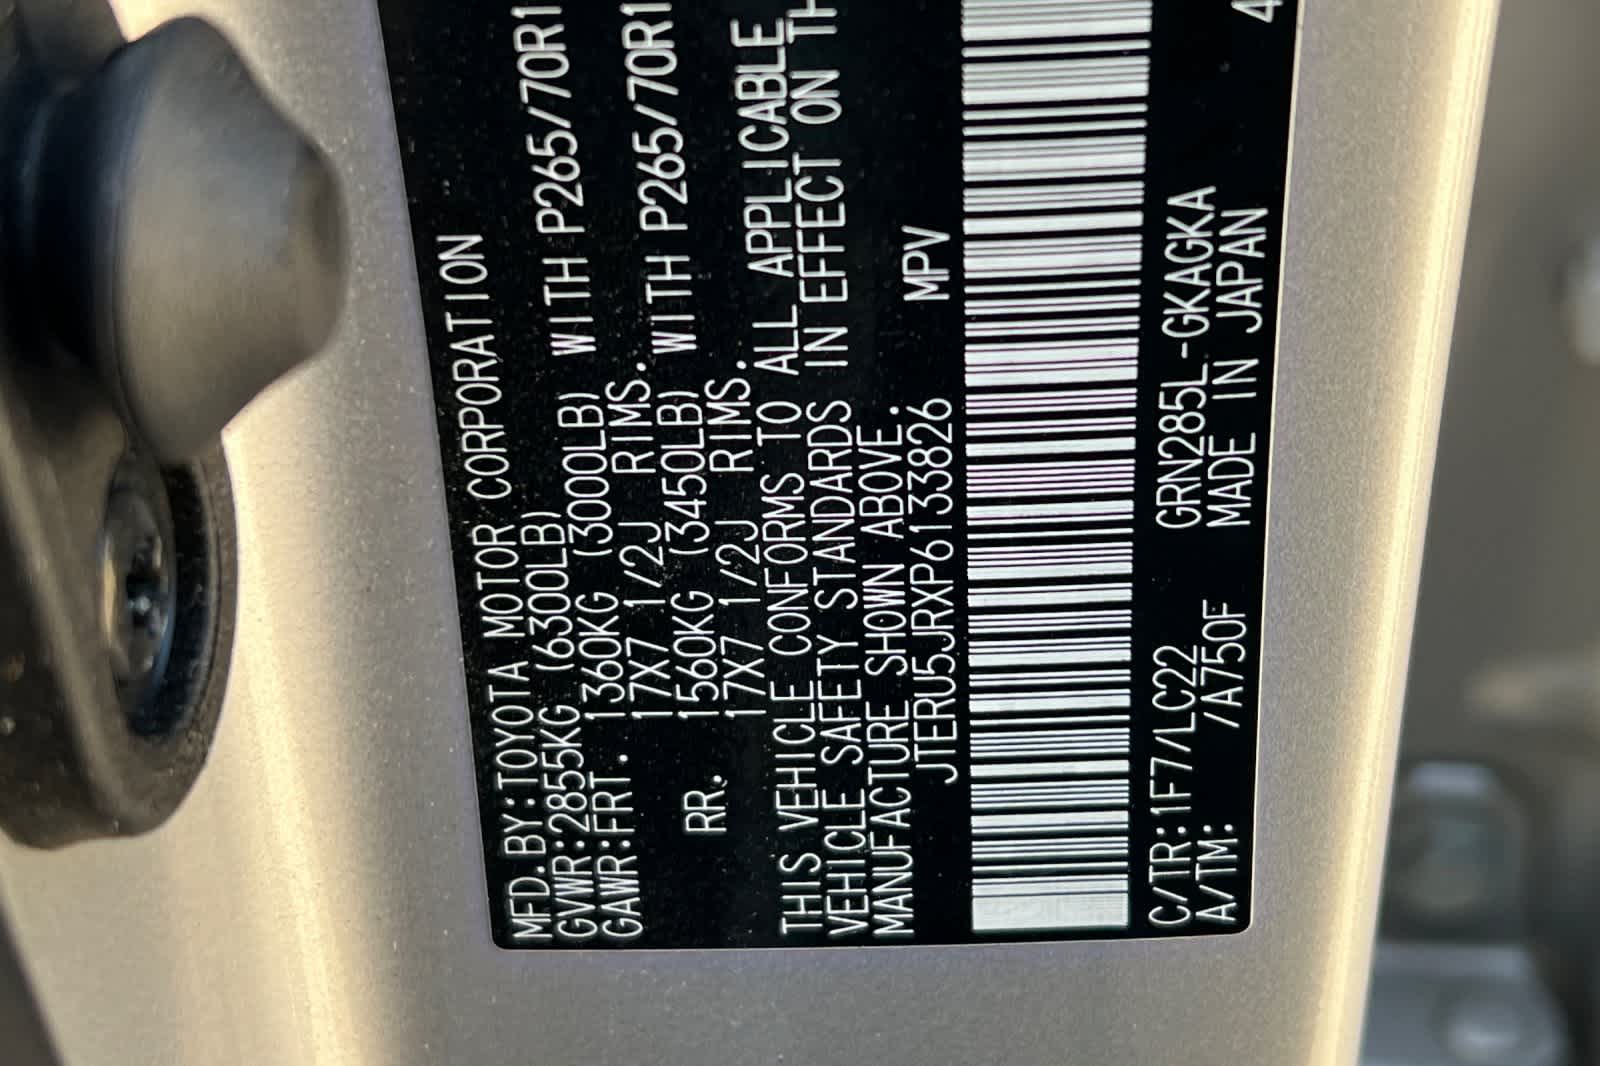 MFD.BY:TOYOTA MOTOR CORPORATION
GVWR:2855KG (6300LB)
GAWR:FRT. 1360KG (3000LB) WITH P265/70R1
17X7 1/2J RIMS.
RR. 1560KG (3450LB) WITH P265/70R1
17X7 1/2J RIMS.
THIS VEHICLE CONFORMS TO ALL APPLICABLE
VEHICLE SAFETY STANDARDS IN EFFECT ON TH
MANUFACTURE SHOWN ABOVE.
JTERU5JRXP6133826 MPV
C/TR:1F7/LC22 GRN285L-GKAGKA
A/TM: /A750F MADE IN JAPAN